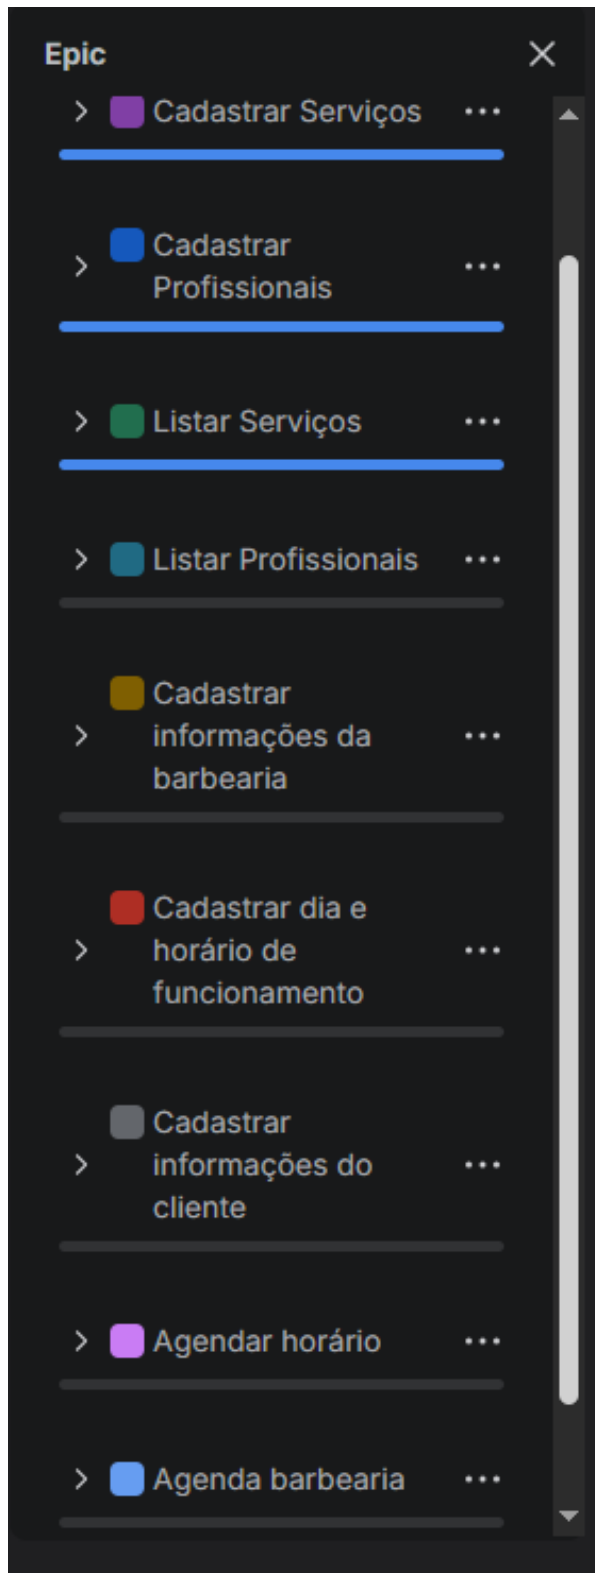 Epic
Cadastrar Serviços
Cadastrar
Profissionais
Listar Serviços
Listar Profissionais
Cadastrar
informações da
barbearia
Cadastrar dia e
horário de
funcionamento
Cadastrar
informações do
cliente
Agendar horário
Agenda barbearia